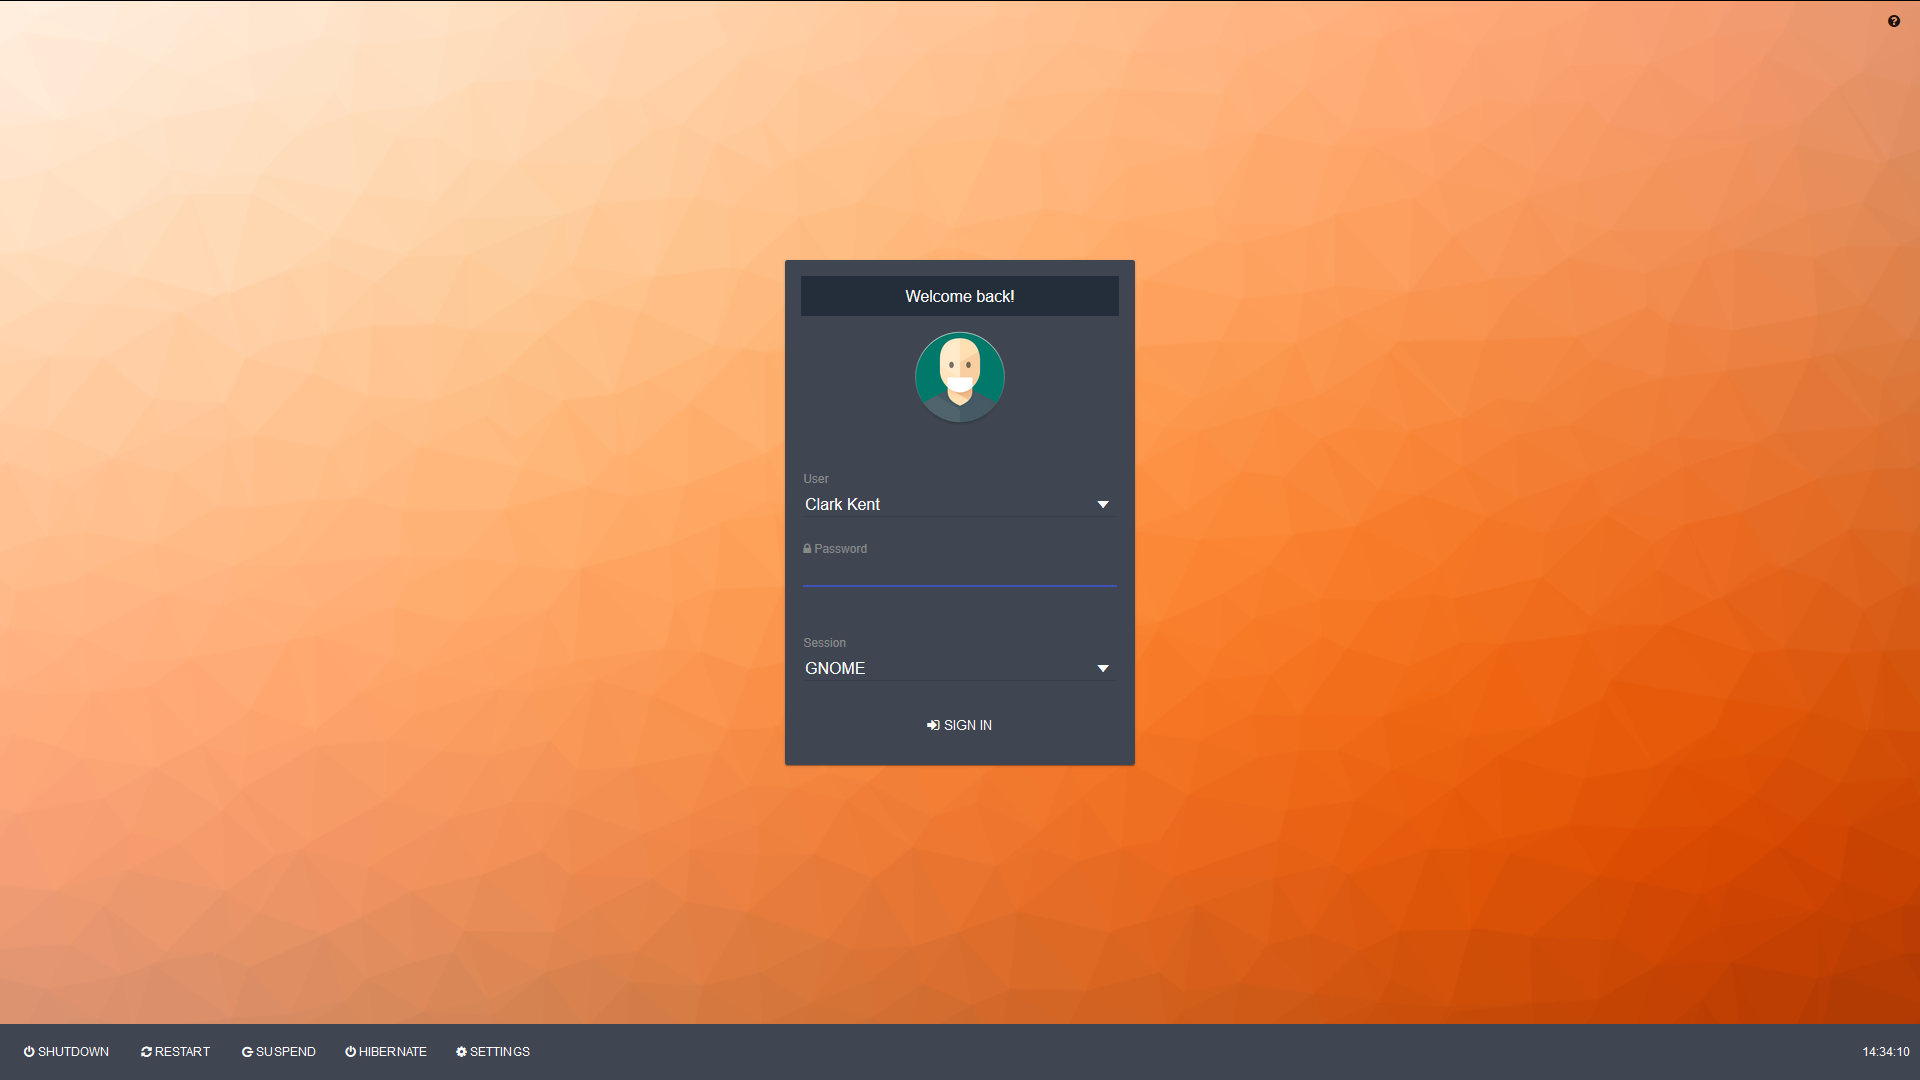 Welcome back!
User
Clark Kent
Password
Session
GNOME
SIGN IN
SHUTDOWN RESTART SUSPEND HIBERNATE SETTINGS 14:34:10